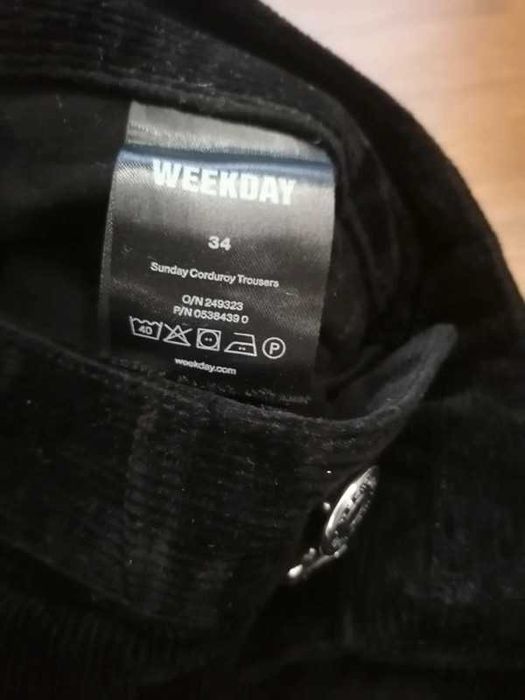 WEEKDAY
34
Sunday Corduroy Trousers
O/N 249323
P/N 0538439 0
40 P
weekday.com